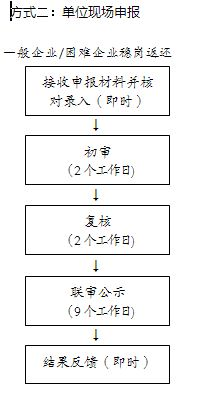 方式二：单位现场申报
一般企业/困难企业稳岗返还
接收申报材料并核
对录入（即时）
↓
初审
（2个工作日）
↓
复核
（2个工作日）
↓
联审公示
（9个工作日）
↓
结果反馈（即时）